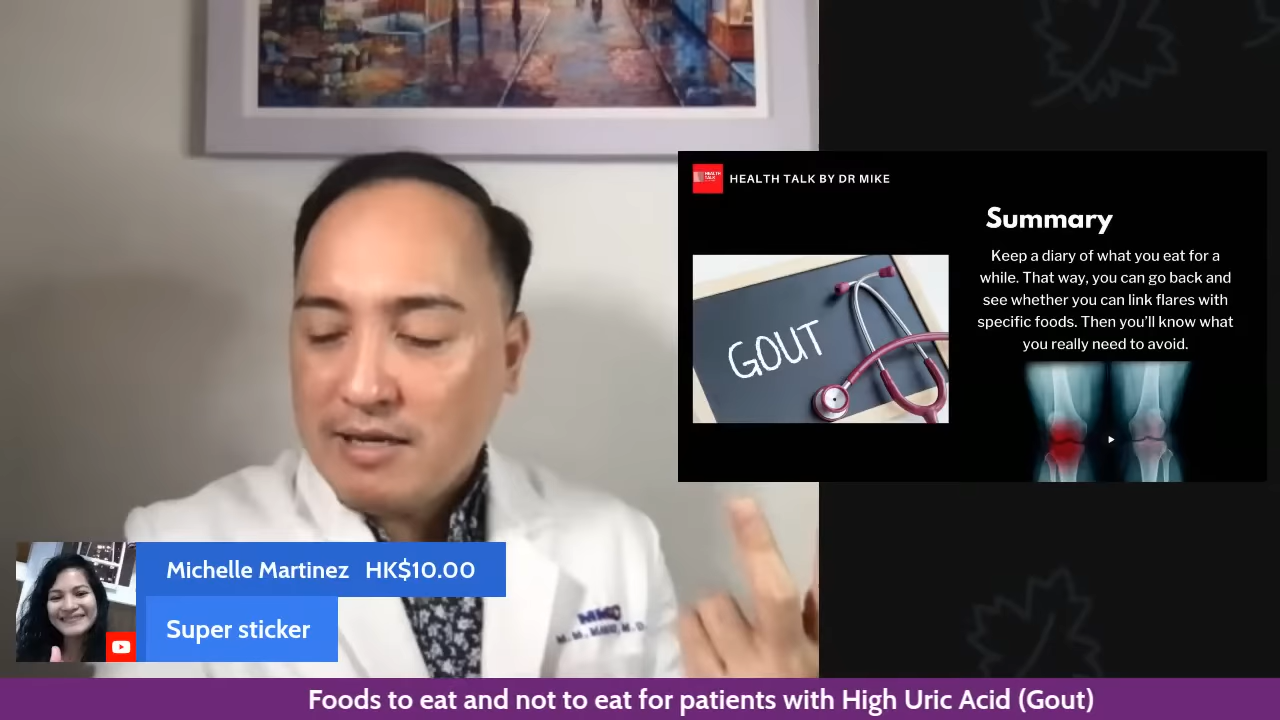 HEALTH TALK
HEALTH TALK BY DR MIKE
Summary
Keep a diary of what you eat for a
while. That way, you can go back and
see whether you can link flares with
specific foods. Then you'll know what
you really need to avoid.
GOUT
Michelle Martinez HK$10.00
Super sticker
Foods to eat and not to eat for patients with High Uric Acid (Gout)